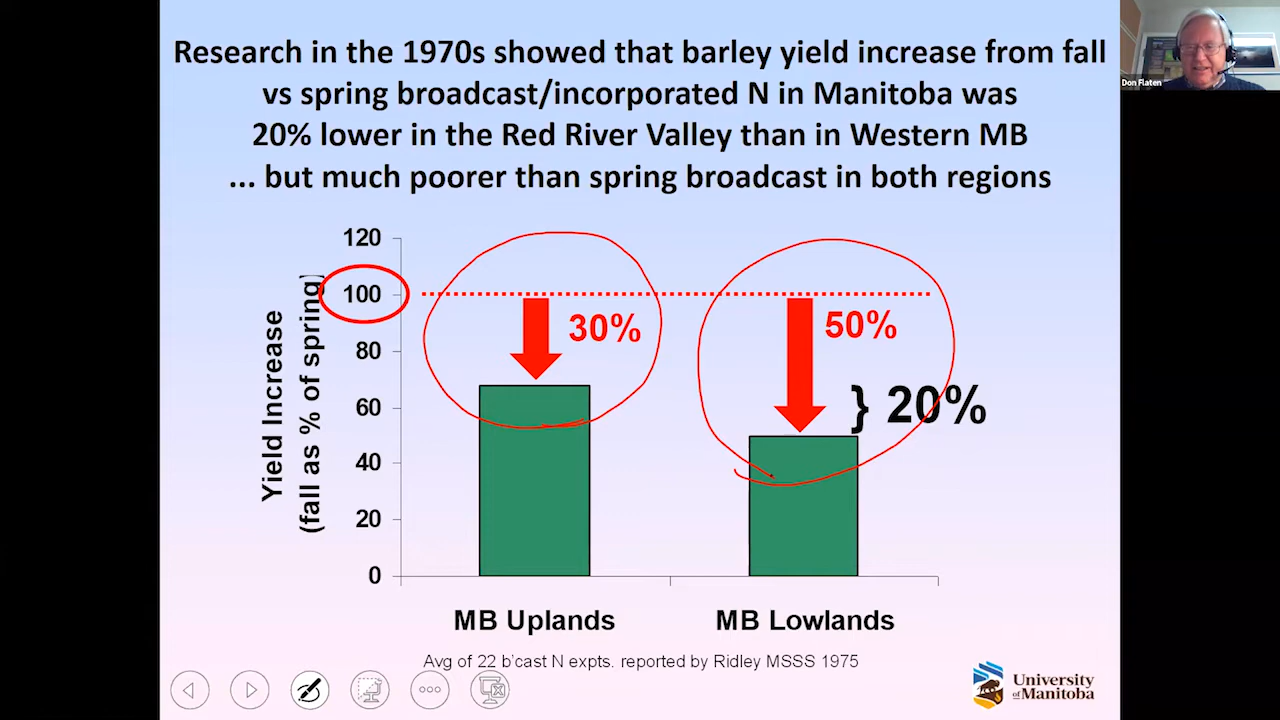 Research in the 1970s showed that barley yield increase from fall
vs spring broadcast/incorporated N in Manitoba was
20% lower in the Red River Valley than in Western MB
... but much poorer than spring broadcast in both regions
Don Flaten
Yield Increase
(fall as % of spring)
120
100
80
60
40
20
0
30%
50%
} 20%
MB Uplands
MB Lowlands
Avg of 22 b'cast N expts. reported by Ridley MSSS 1975
University
of Manitoba